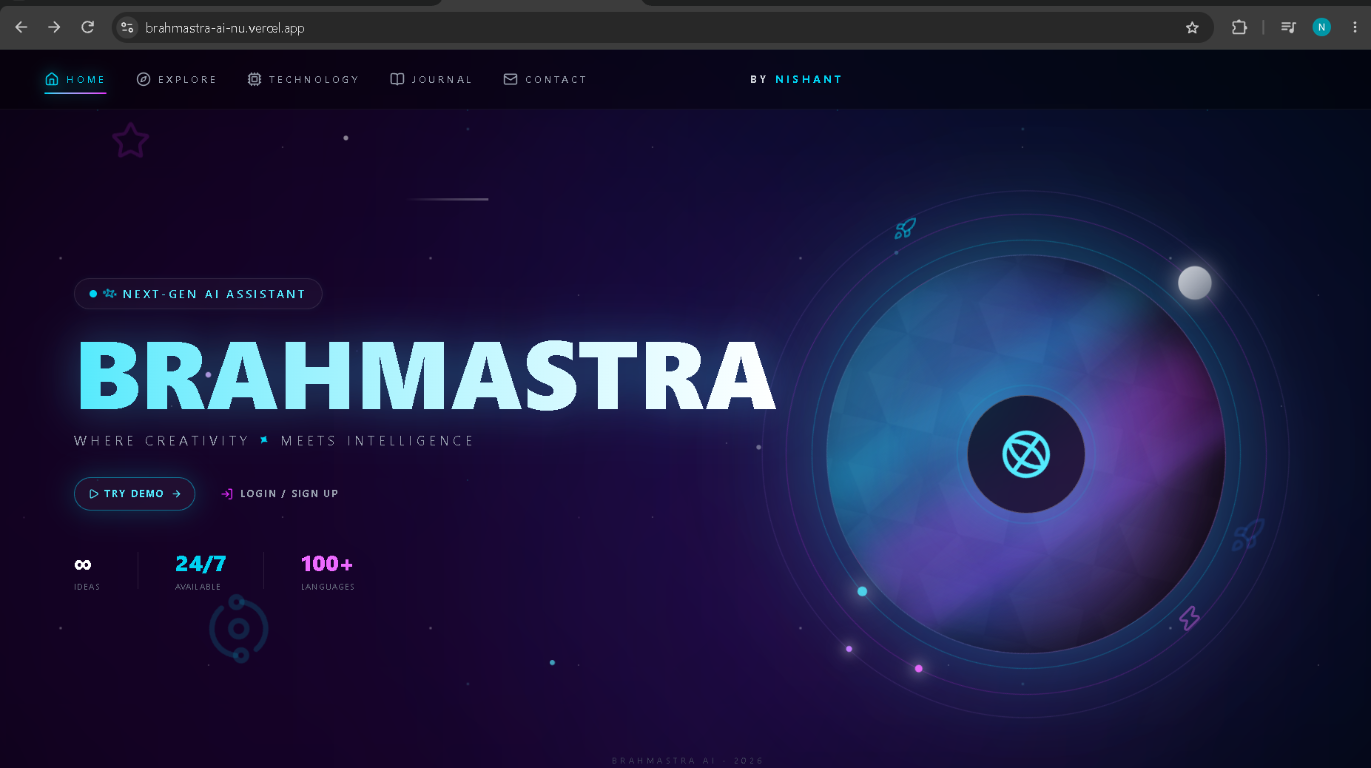 brahmastra-ai-nu.vercel.app
N
HOME EXPLORE TECHNOLOGY JOURNAL CONTACT BY NISHANT
NEXT-GEN AI ASSISTANT
BRAHMASTRA
WHERE CREATIVITY MEETS INTELLIGENCE
TRY DEMO LOGIN / SIGN UP
∞ 24/7 100+
IDEAS AVAILABLE LANGUAGES
BRAHMASTRA AI · 2026